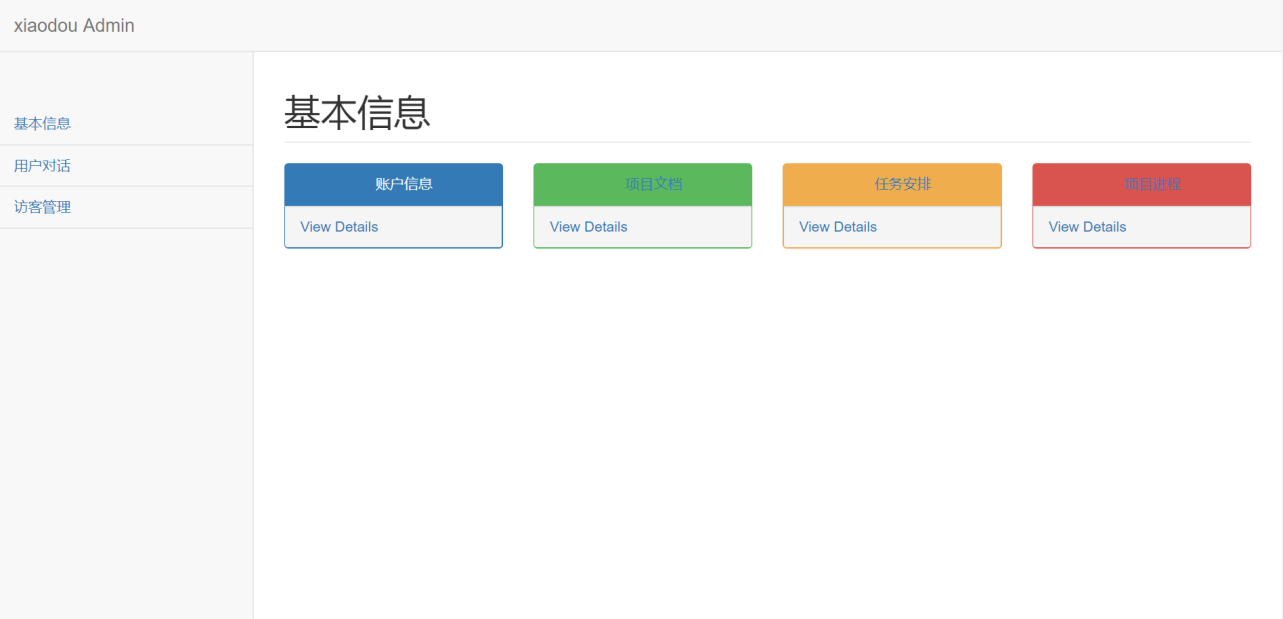 xiaodou Admin
基本信息
用户对话
访客管理
基本信息
账户信息
View Details
项目文档
View Details
任务安排
View Details
项目进程
View Details